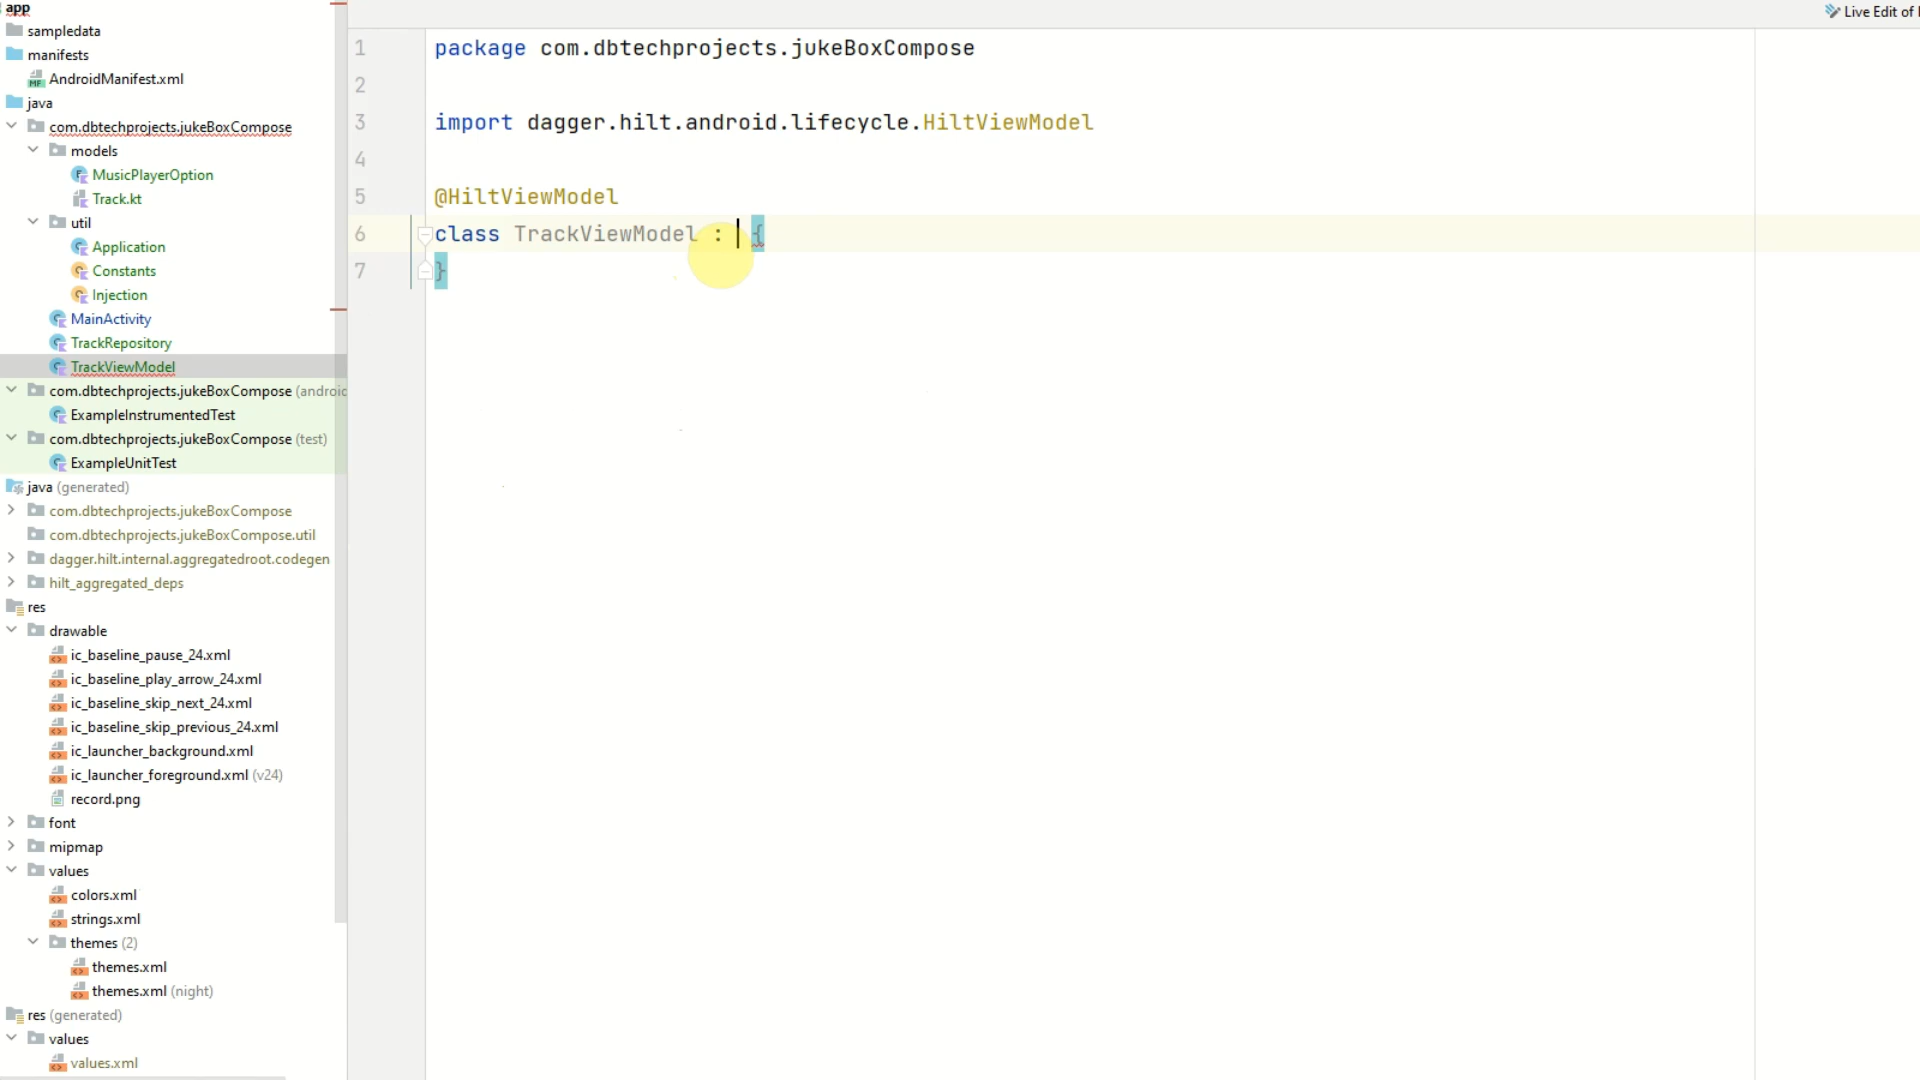 app
sampledata
manifests
AndroidManifest.xml
java
com.dbtechprojects.jukeBoxCompose
models
MusicPlayerOption
Track.kt
util
Application
Constants
Injection
MainActivity
TrackRepository
TrackViewModel
com.dbtechprojects.jukeBoxCompose (androic
ExampleInstrumentedTest
com.dbtechprojects.jukeBoxCompose (test)
ExampleUnitTest
java (generated)
com.dbtechprojects.jukeBoxCompose
com.dbtechprojects.jukeBoxCompose.util
dagger.hilt.internal.aggregatedroot.codegen
hilt_aggregated_deps
res
drawable
ic_baseline_pause_24.xml
ic_baseline_play_arrow_24.xml
ic_baseline_skip_next_24.xml
ic_baseline_skip_previous_24.xml
ic_launcher_background.xml
ic_launcher_foreground.xml (v24)
record.png
font
mipmap
values
colors.xml
strings.xml
themes (2)
themes.xml
themes.xml (night)
res (generated)
values
values.xml
Live Edit of
1 package com.dbtechprojects.jukeBoxCompose
2
3 import dagger.hilt.android.lifecycle.HiltViewModel
4
5 @HiltViewModel
6 class TrackViewModel : {
7 }